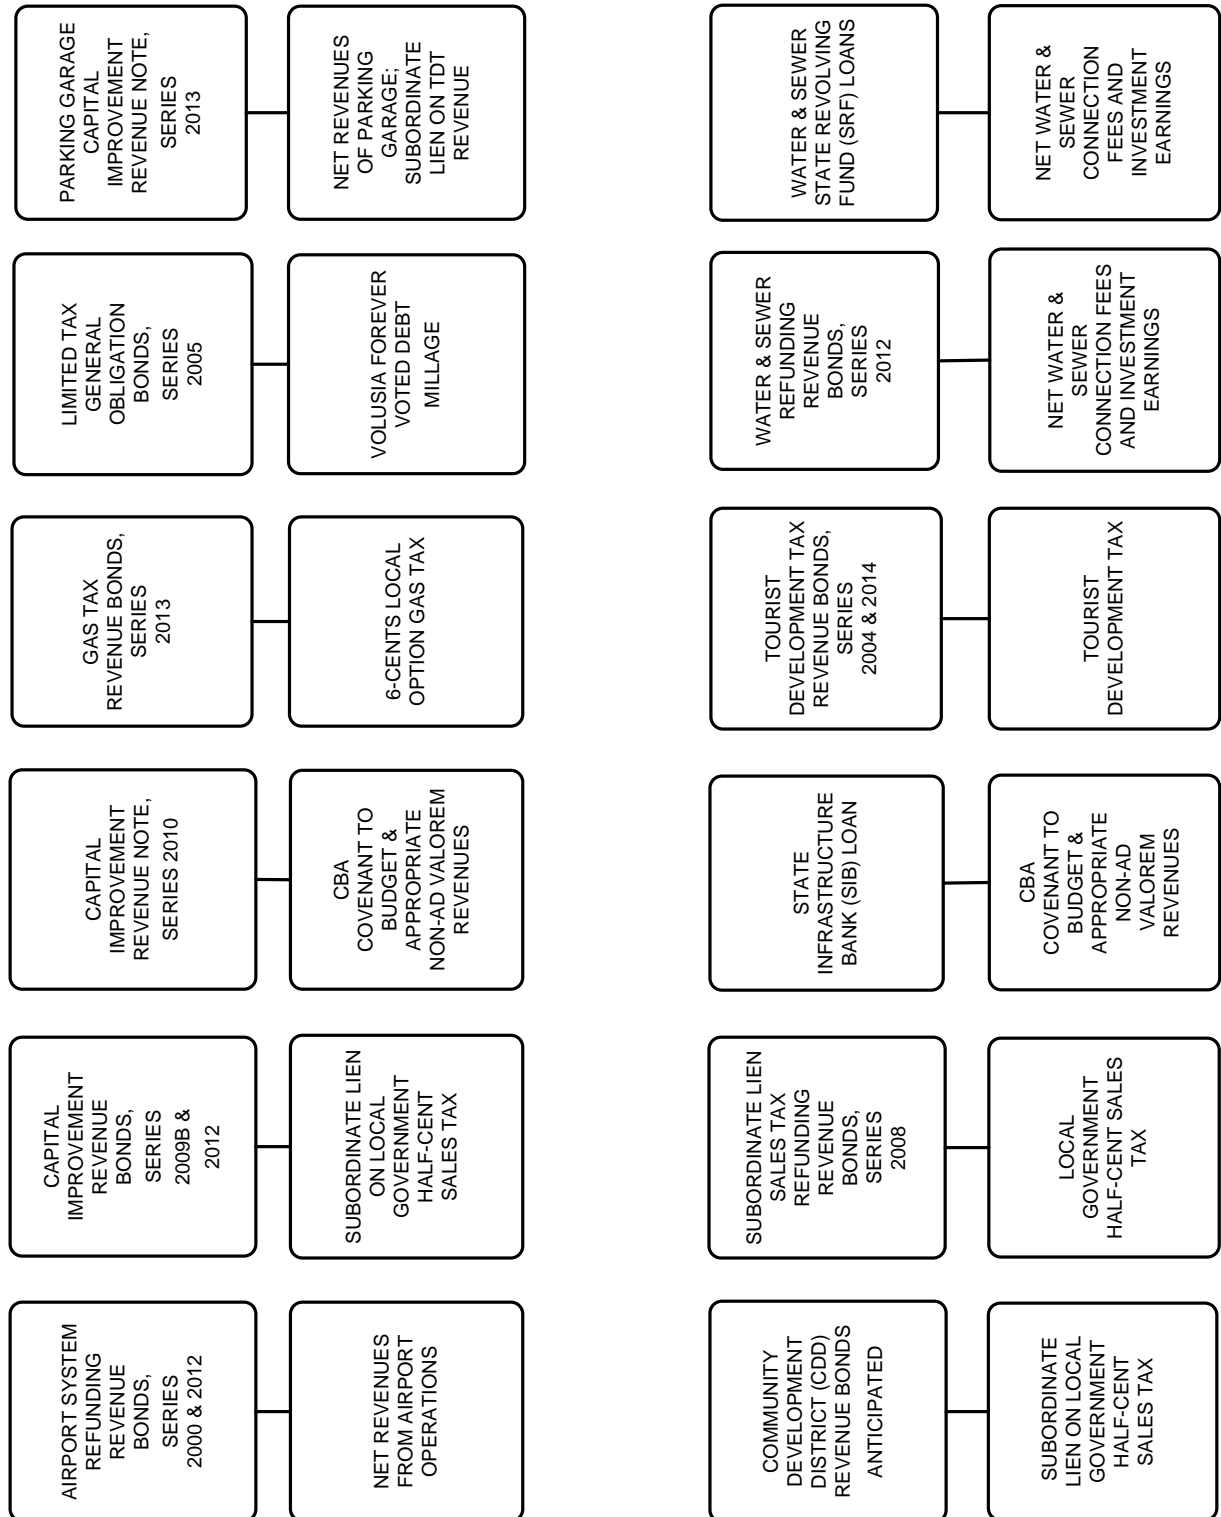 AIRPORT SYSTEM
REFUNDING
REVENUE
BONDS,
SERIES
2000 & 2012
CAPITAL
IMPROVEMENT
REVENUE
BONDS,
SERIES
2009B &
2012
CAPITAL
IMPROVEMENT
REVENUE NOTE,
SERIES 2010
GAS TAX
REVENUE BONDS,
SERIES
2013
LIMITED TAX
GENERAL
OBLIGATION
BONDS,
SERIES
2005
PARKING GARAGE
CAPITAL
IMPROVEMENT
REVENUE NOTE,
SERIES
2013
NET REVENUES
FROM AIRPORT
OPERATIONS
SUBORDINATE LIEN
ON LOCAL
GOVERNMENT
HALF-CENT
SALES TAX
CBA
COVENANT TO
BUDGET &
APPROPRIATE
NON-AD VALOREM
REVENUES
6-CENTS LOCAL
OPTION GAS TAX
VOLUSIA FOREVER
VOTED DEBT
MILLAGE
NET REVENUES
OF PARKING
GARAGE;
SUBORDINATE
LIEN ON TDT
REVENUE
COMMUNITY
DEVELOPMENT
DISTRICT (CDD)
REVENUE BONDS
ANTICIPATED
SUBORDINATE LIEN
SALES TAX
REFUNDING
REVENUE
BONDS,
SERIES
2008
STATE
INFRASTRUCTURE
BANK (SIB) LOAN
TOURIST
DEVELOPMENT TAX
REVENUE BONDS,
SERIES
2004 & 2014
WATER & SEWER
REFUNDING
REVENUE
BONDS,
SERIES
2012
WATER & SEWER
STATE REVOLVING
FUND (SRF) LOANS
SUBORDINATE
LIEN ON LOCAL
GOVERNMENT
HALF-CENT
SALES TAX
LOCAL
GOVERNMENT
HALF-CENT SALES
TAX
CBA
COVENANT TO
BUDGET &
APPROPRIATE
NON-AD
VALOREM
REVENUES
TOURIST
DEVELOPMENT TAX
NET WATER &
SEWER
CONNECTION FEES
AND INVESTMENT
EARNINGS
NET WATER &
SEWER
CONNECTION
FEES AND
INVESTMENT
EARNINGS